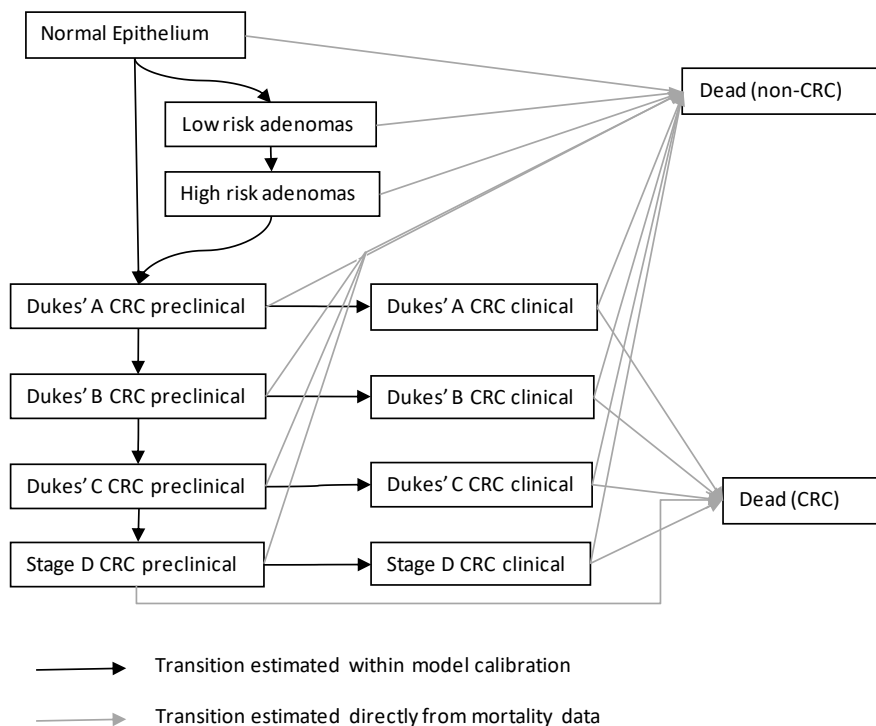 Normal Epithelium
Dead (non-CRC)
Low risk adenomas
High risk adenomas
Dukes' A CRC preclinical
Dukes' A CRC clinical
Dukes' B CRC preclinical
Dukes' B CRC clinical
Dukes' C CRC preclinical
Dukes' C CRC clinical
Dead (CRC)
Stage D CRC preclinical
Stage D CRC clinical
Transition estimated within model calibration
Transition estimated directly from mortality data